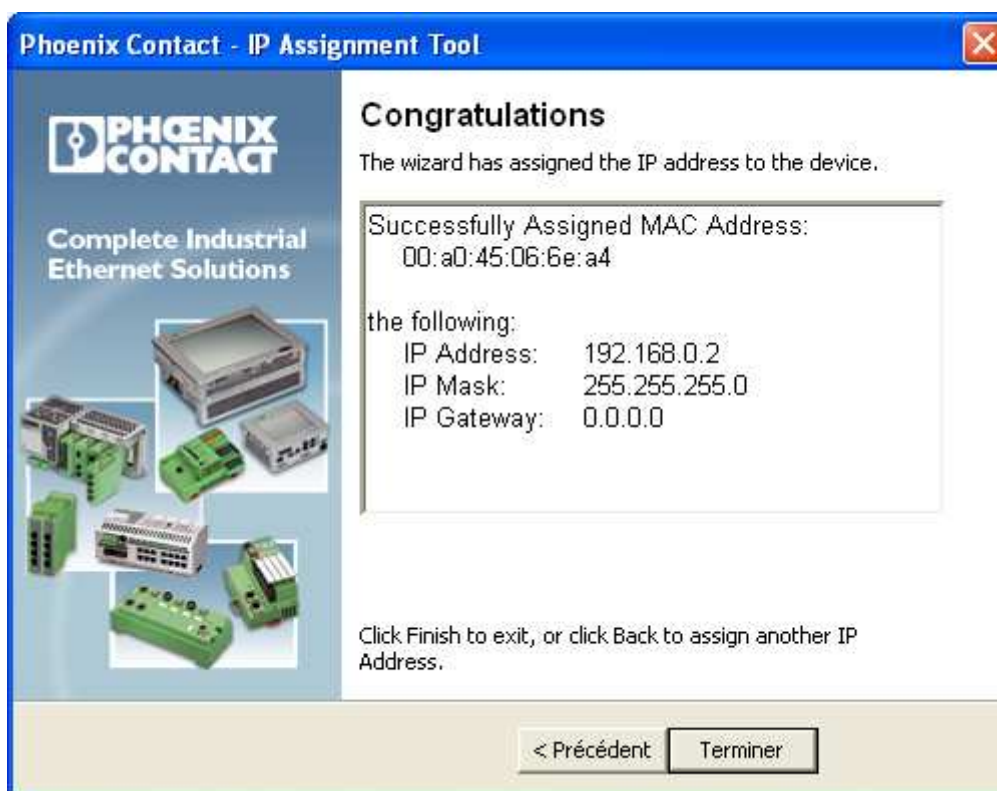 Phoenix Contact - IP Assignment Tool
PHŒNIX
CONTACT
Complete Industrial
Ethernet Solutions
Congratulations
The wizard has assigned the IP address to the device.
Successfully Assigned MAC Address:
00:a0:45:06:6e:a4
the following:
IP Address: 192.168.0.2
IP Mask: 255.255.255.0
IP Gateway: 0.0.0.0
Click Finish to exit, or click Back to assign another IP
Address.
< Précédent
Terminer